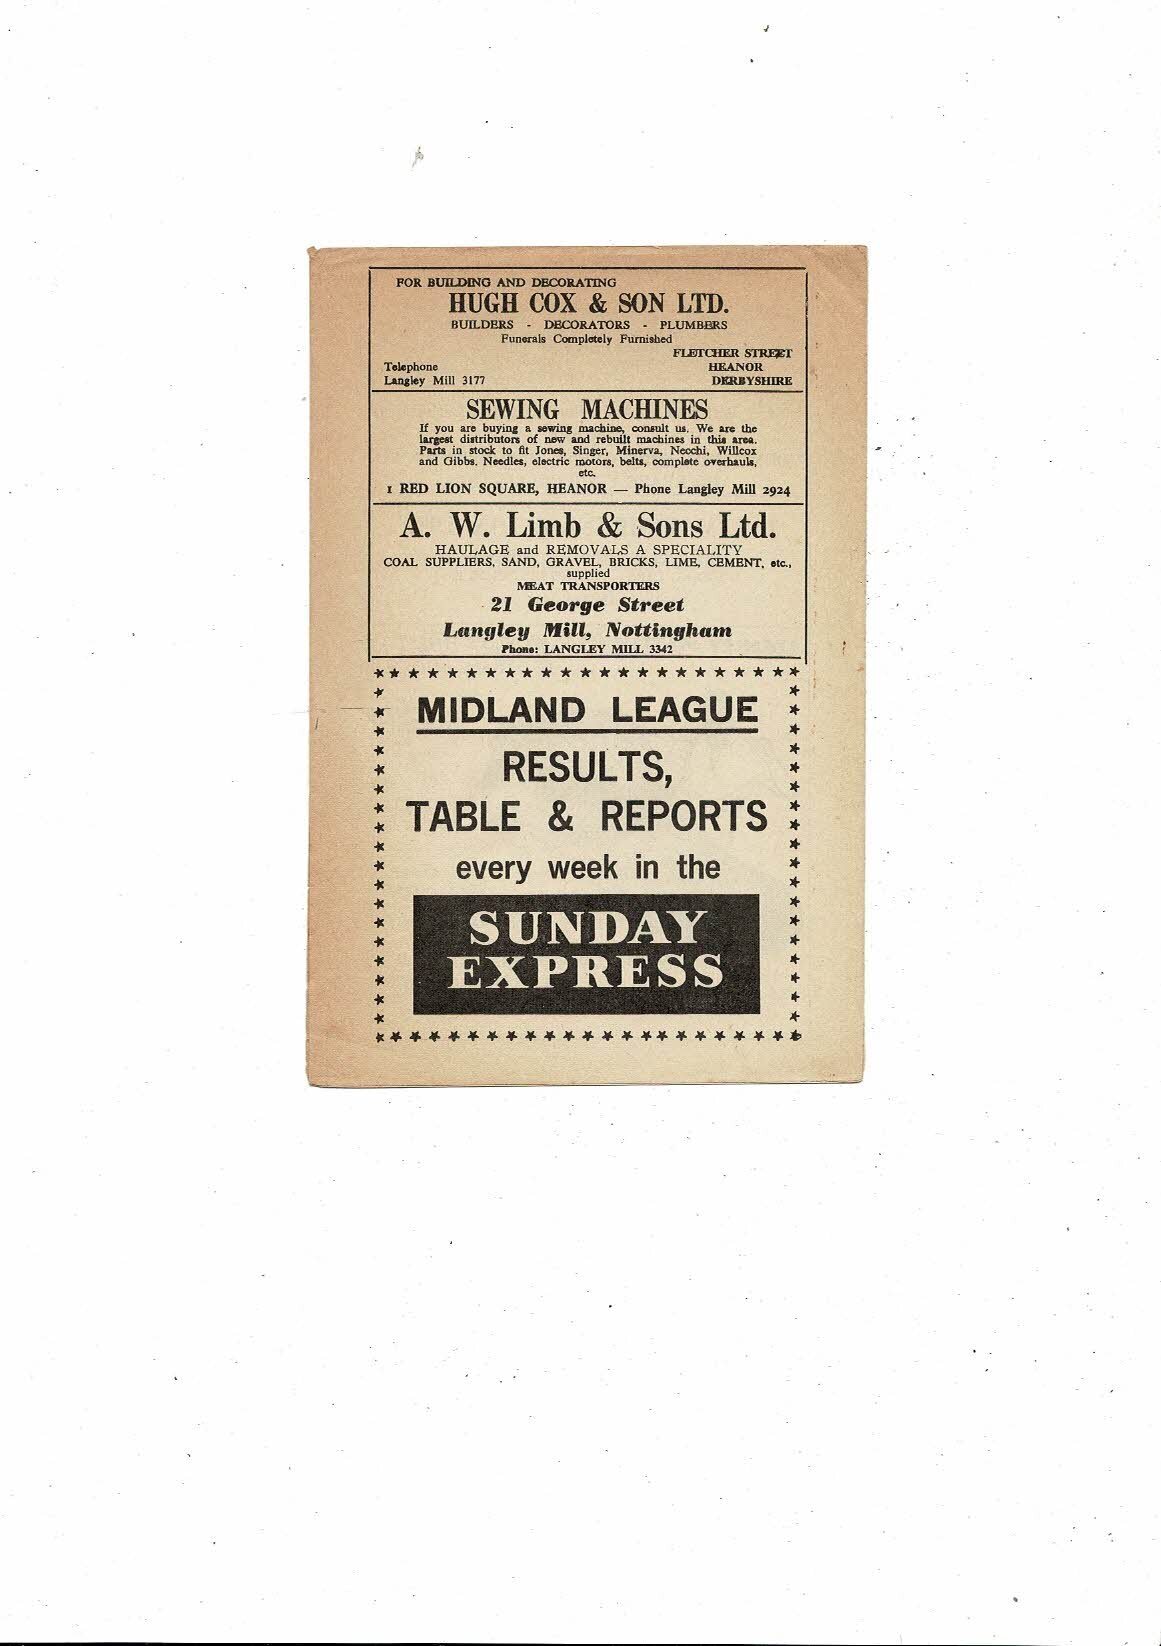 FOR BUILDING AND DECORATING
HUGH COX & SON LTD.
BUILDERS - DECORATORS - PLUMBERS
Funerals Completely Furnished
FLETCHER STREET
Telephone HEANOR
Langley Mill 3177 DERBYSHIRE
SEWING MACHINES
If you are buying a sewing machine, consult us. We are the
largest distributors of new and rebuilt machines in this area.
Parts in stock to fit Jones, Singer, Minerva, Necchi, Willcox
and Gibbs. Needles, electric motors, belts, complete overhauls,
etc.
1 RED LION SQUARE, HEANOR — Phone Langley Mill 2924
A. W. Limb & Sons Ltd.
HAULAGE and REMOVALS A SPECIALITY
COAL SUPPLIERS, SAND, GRAVEL, BRICKS, LIME, CEMENT, etc.,
supplied
MEAT TRANSPORTERS
21 George Street
Langley Mill, Nottingham
Phone: LANGLEY MILL 3342
MIDLAND LEAGUE
RESULTS,
TABLE & REPORTS
every week in the
SUNDAY
EXPRESS